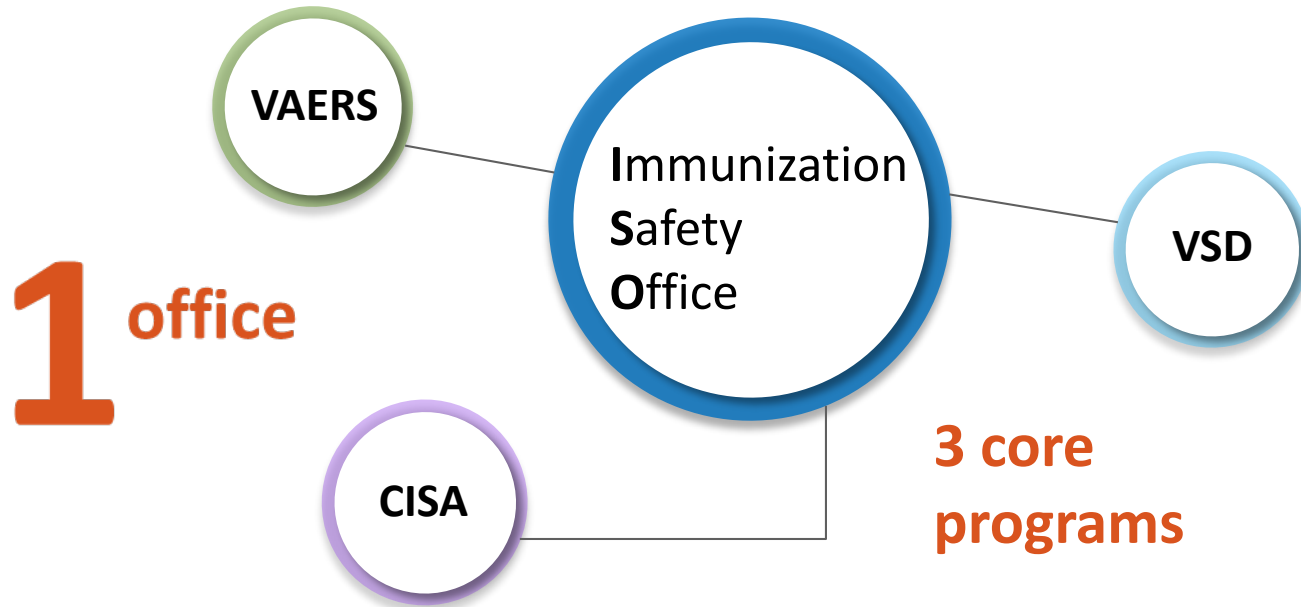 VAERS
Immunization
Safety
Office
VSD
1 office
CISA
3 core
programs